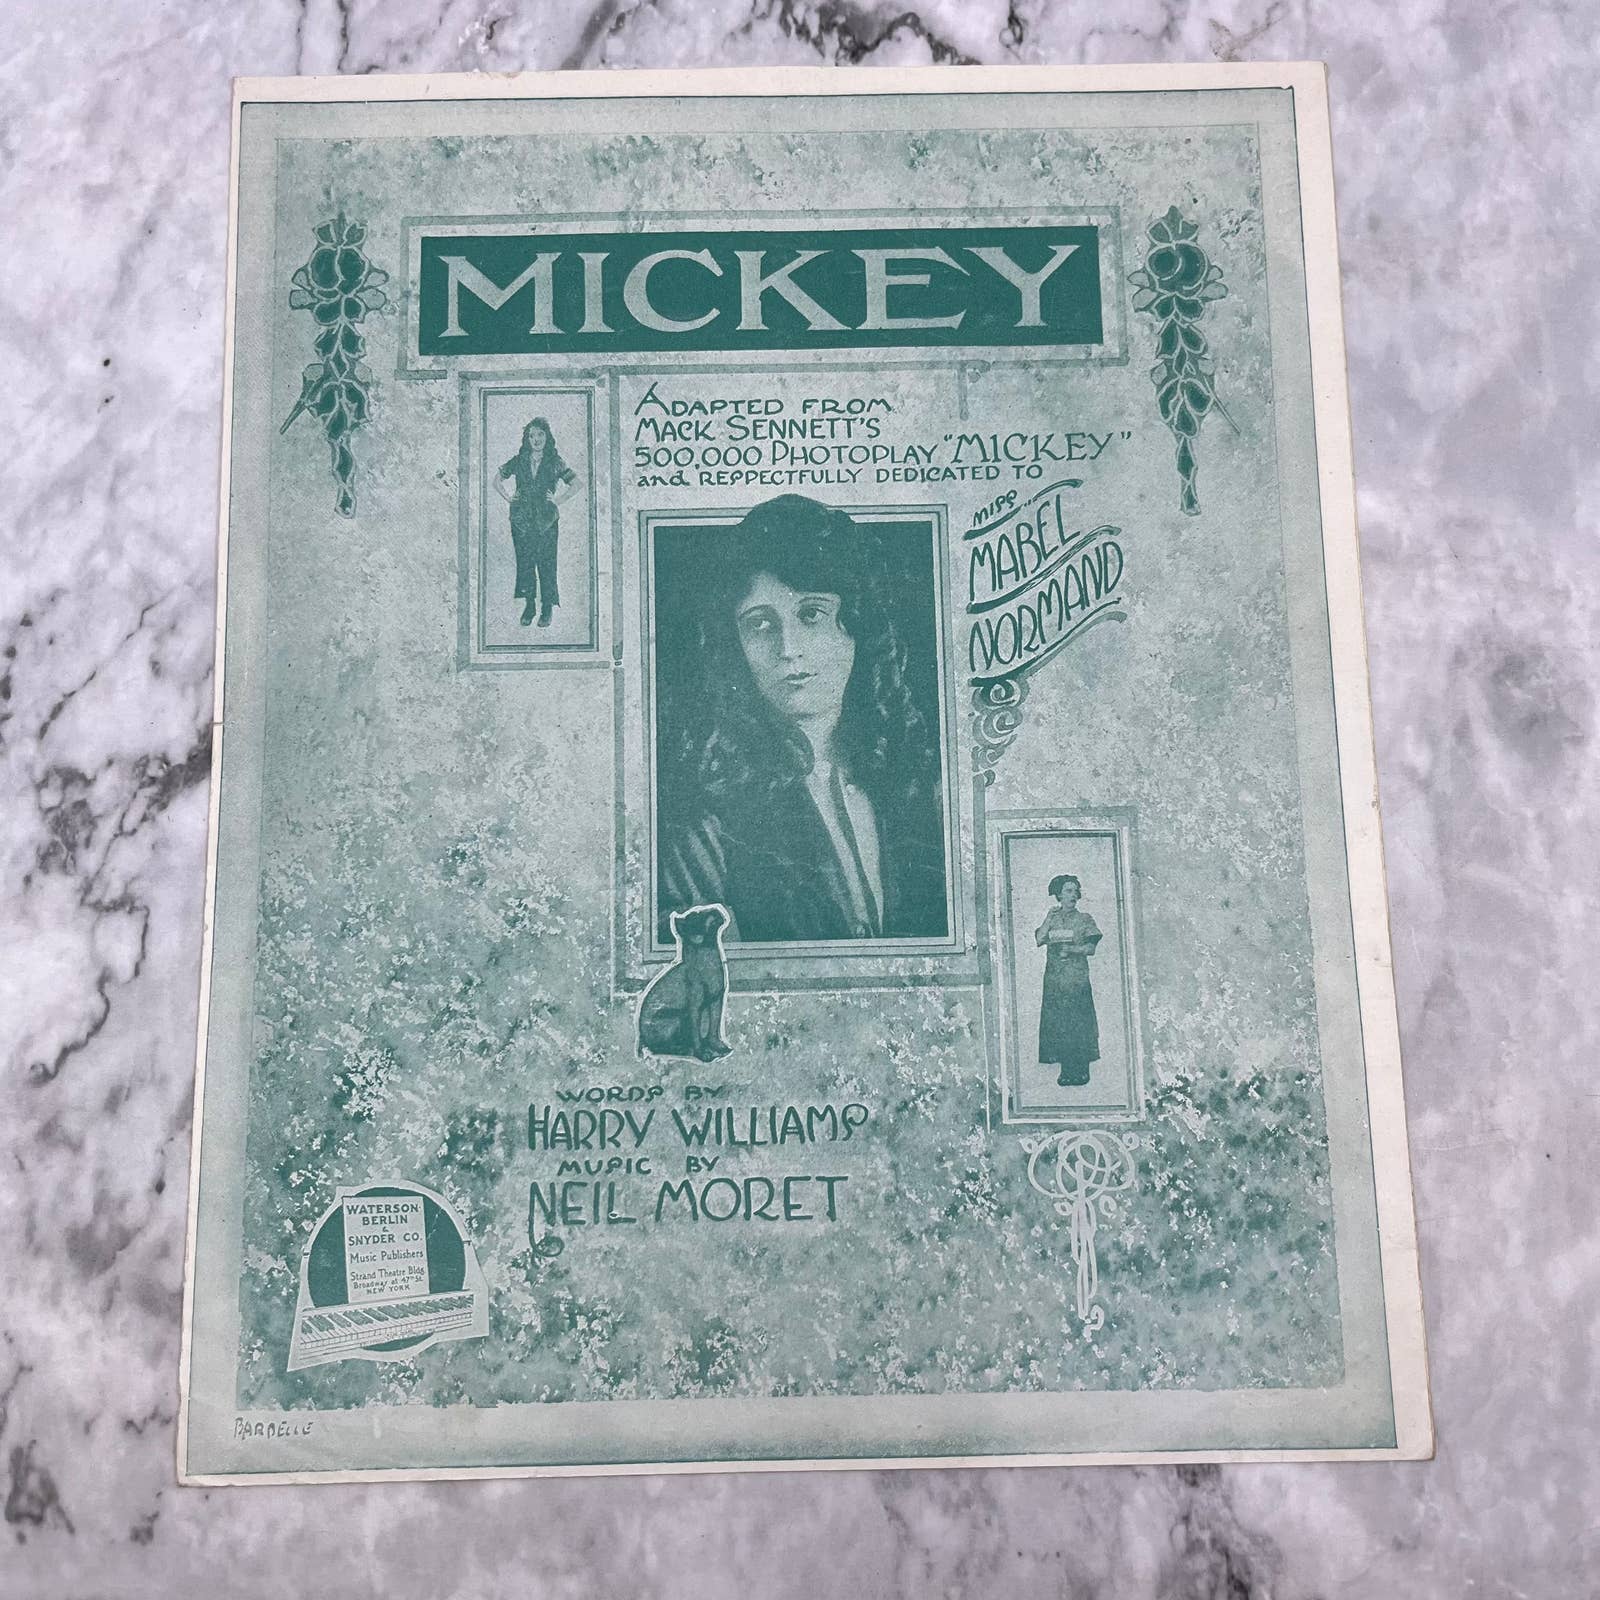 MICKEY
ADAPTED FROM
MACK SENNETT'S
500,000 PHOTOPLAY "MICKEY"
and RESPECTFULLY DEDICATED TO
MISS
MABEL
NORMAND
WORDS BY
HARRY WILLIAMS
MUSIC BY
NEIL MORET
WATERSON
BERLIN
&
SNYDER CO.
Music Publishers
Strand Theatre Bldg.
Broadway at 47th St.
NEW YORK
BARBELLE